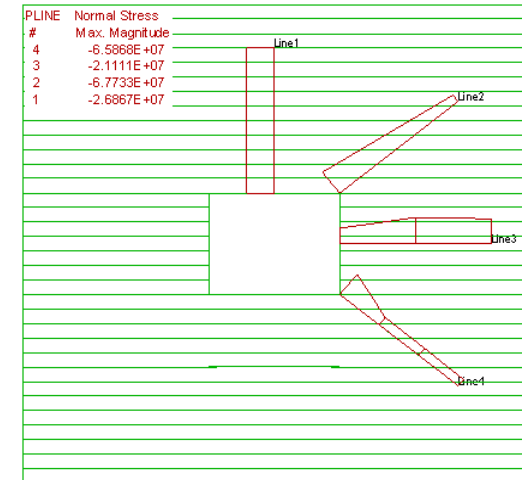 PLINE Normal Stress
# Max. Magnitude
4 -6.5868E+07
3 -2.1111E+07
2 -6.7733E+07
1 -2.6867E+07
Line1
Line2
Line3
Line4